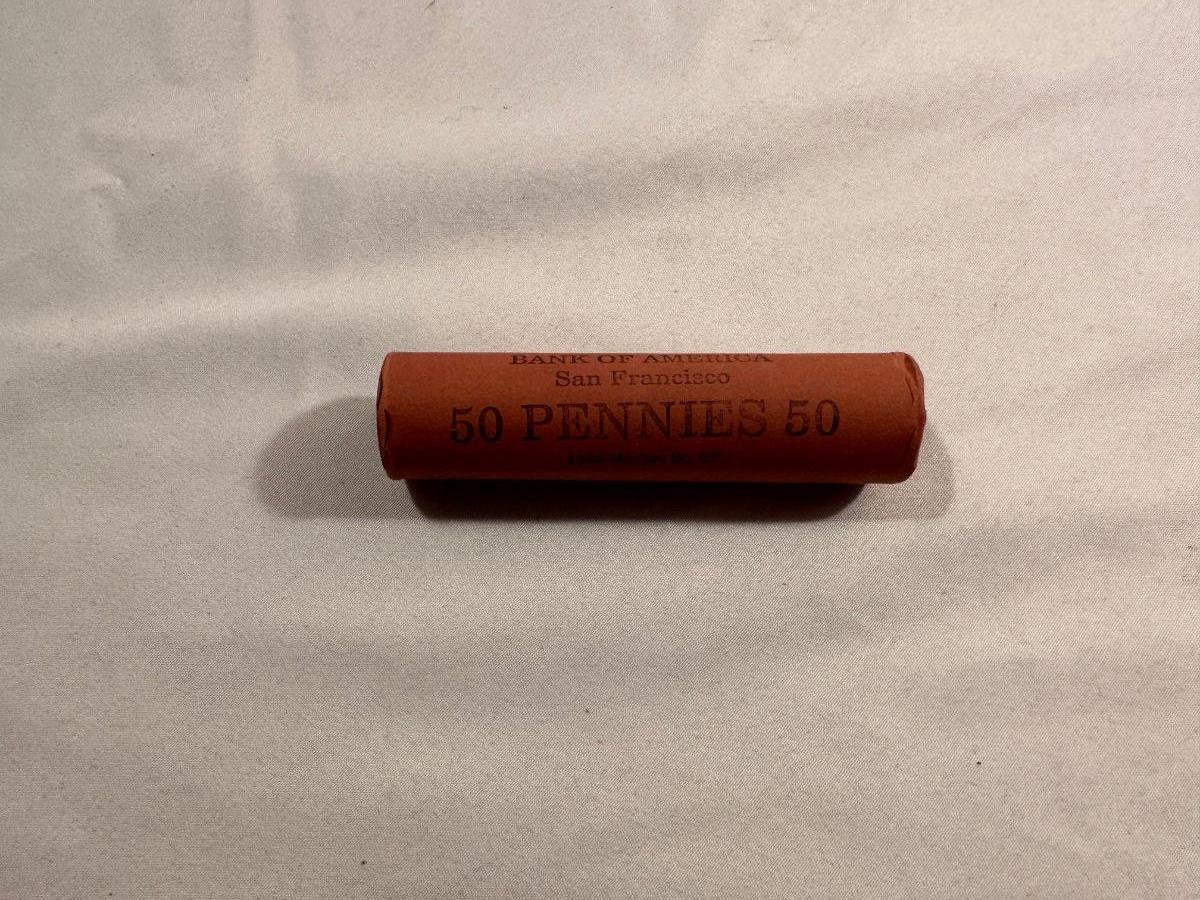 BANK OF AMERICA
San Francisco
50 PENNIES 50